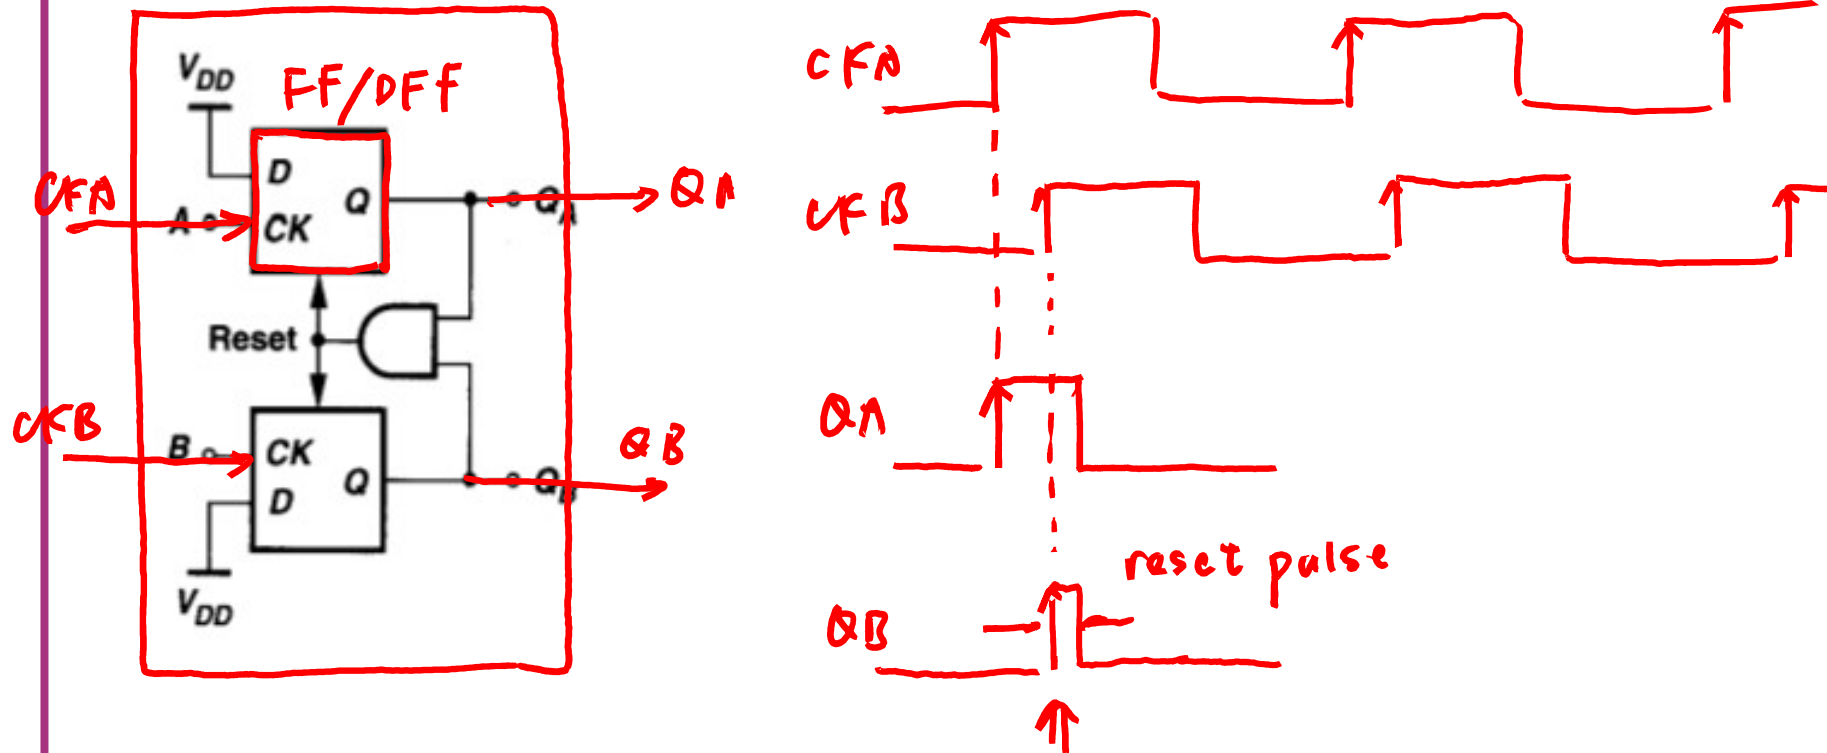 VDD
FF/DFF
D
Q
CKA
A
CK
QA
QA
Reset
CKB
B
CK
Q
D
QB
QB
VDD
CKA
CKB
QA
reset pulse
QB